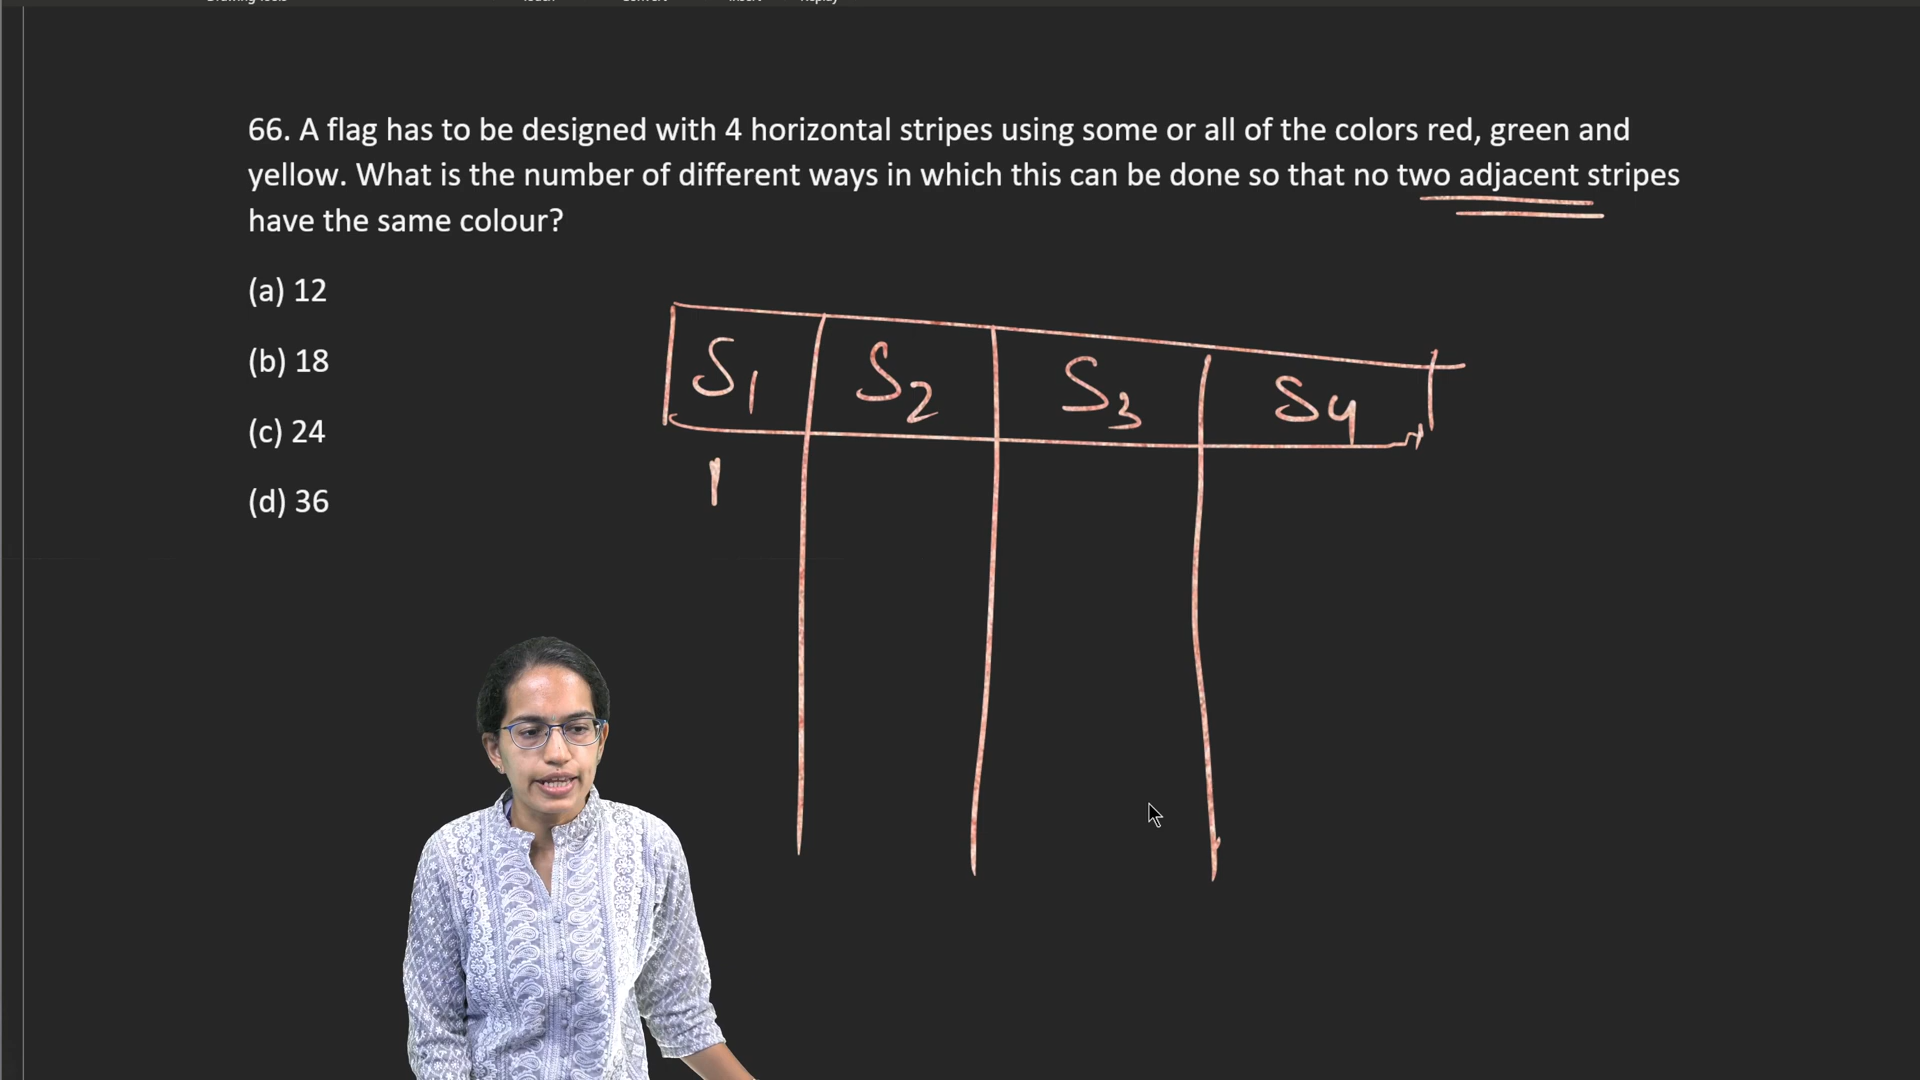 66. A flag has to be designed with 4 horizontal stripes using some or all of the colors red, green and
yellow. What is the number of different ways in which this can be done so that no two adjacent stripes
have the same colour?
(a) 12
(b) 18
(c) 24
(d) 36
S1 S2 S3 S4